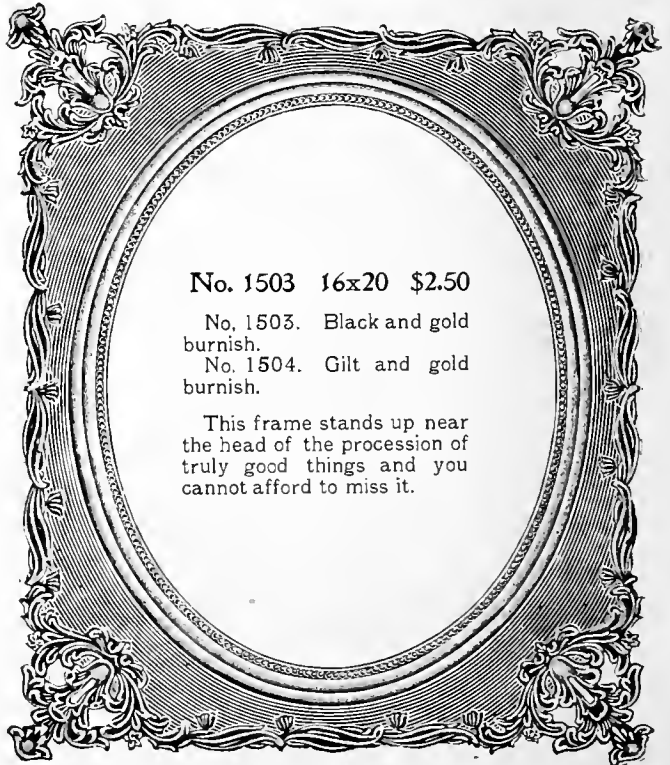 No. 1503 16x20 $2.50
No. 1503. Black and gold
burnish.
No. 1504. Gilt and gold
burnish.
This frame stands up near
the head of the procession of
truly good things and you
cannot afford to miss it.